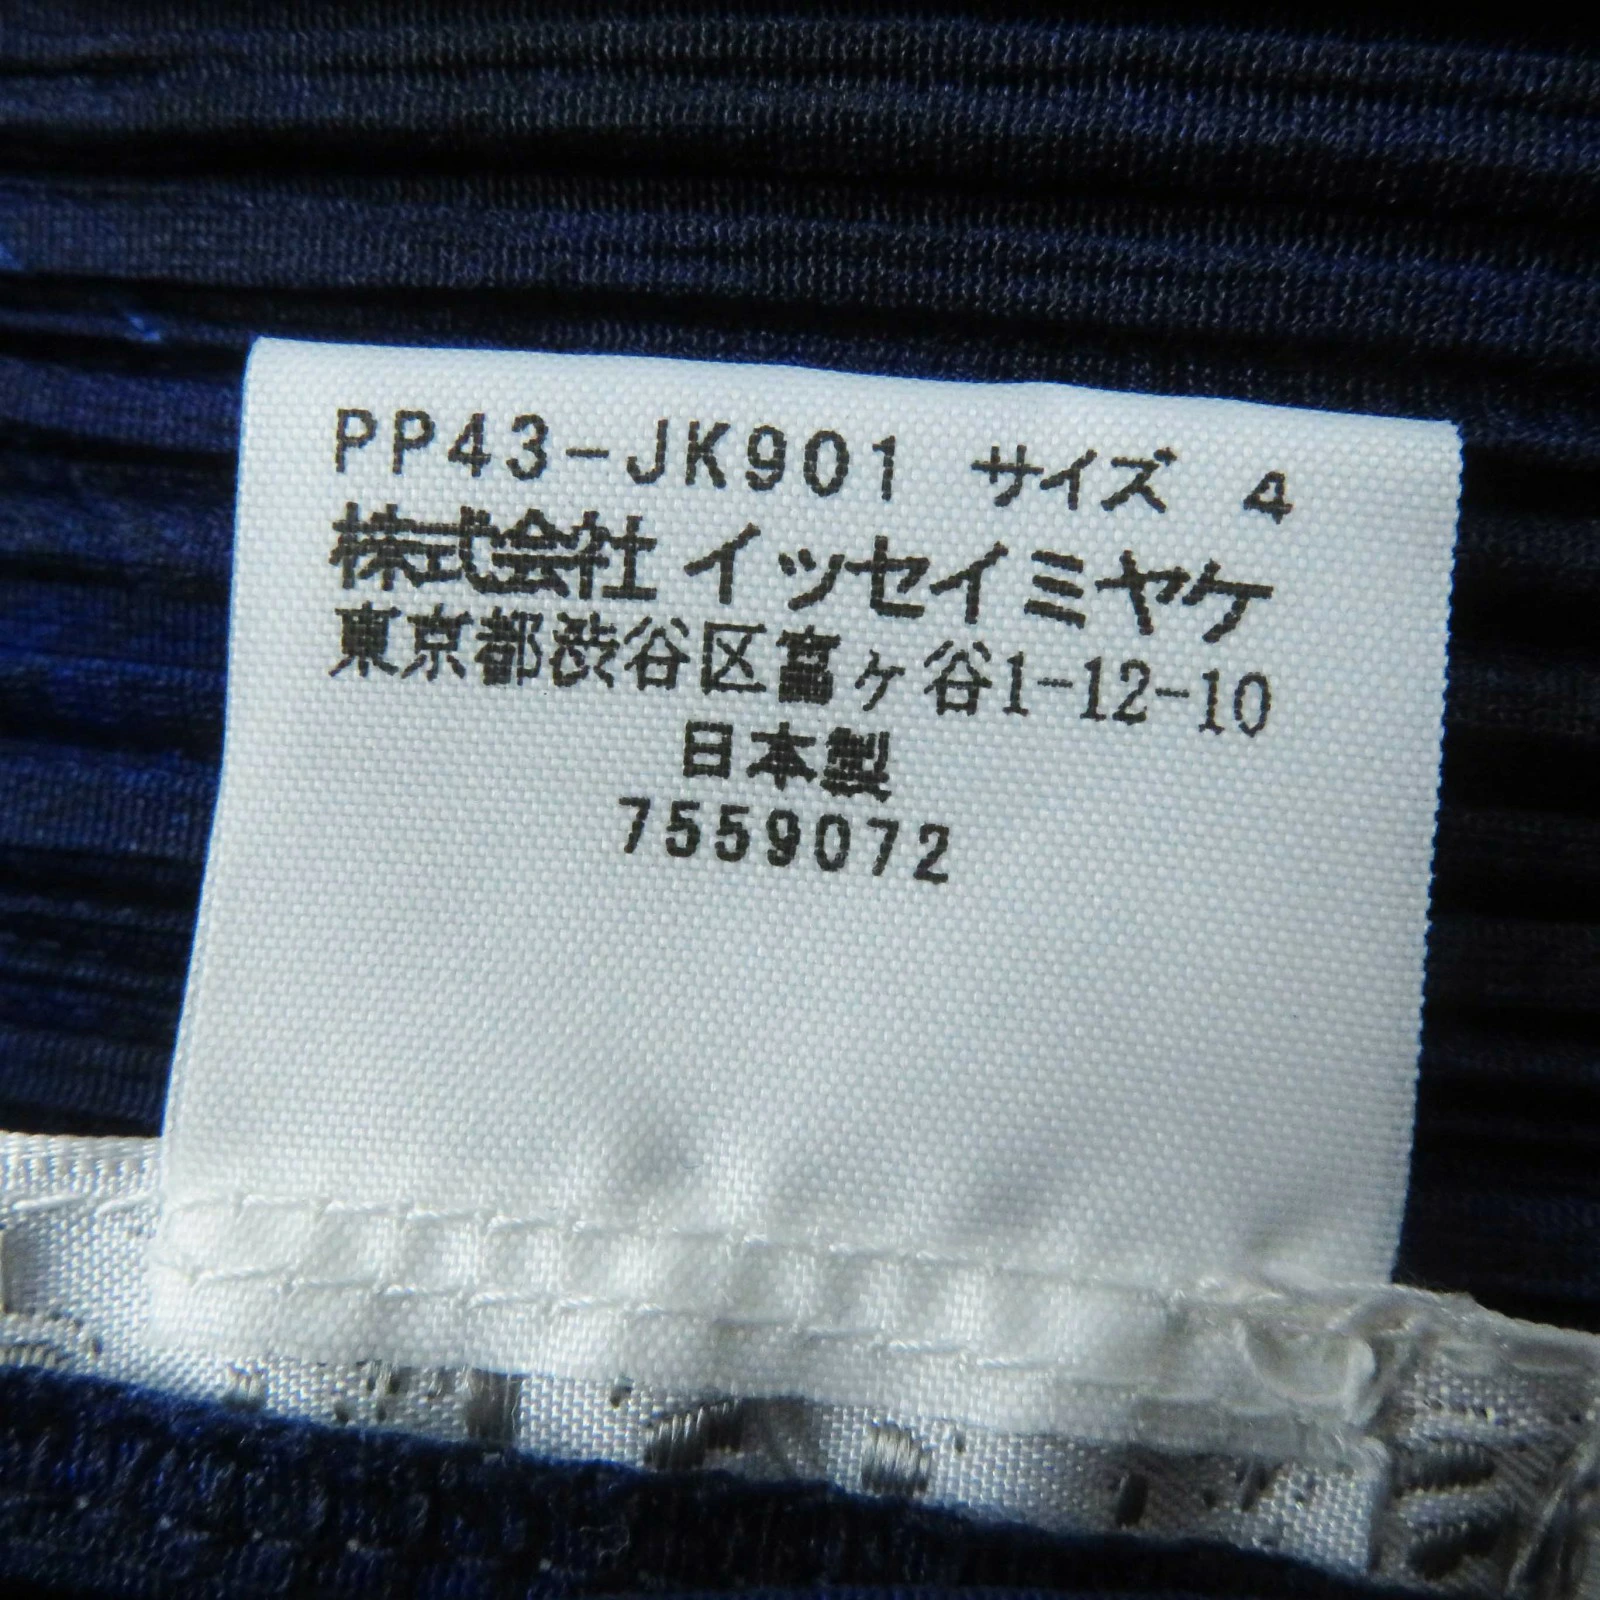 PP43-JK901 サイズ 4
株式会社 イッセイミヤケ
東京都渋谷区富ヶ谷1-12-10
日本製
7559072